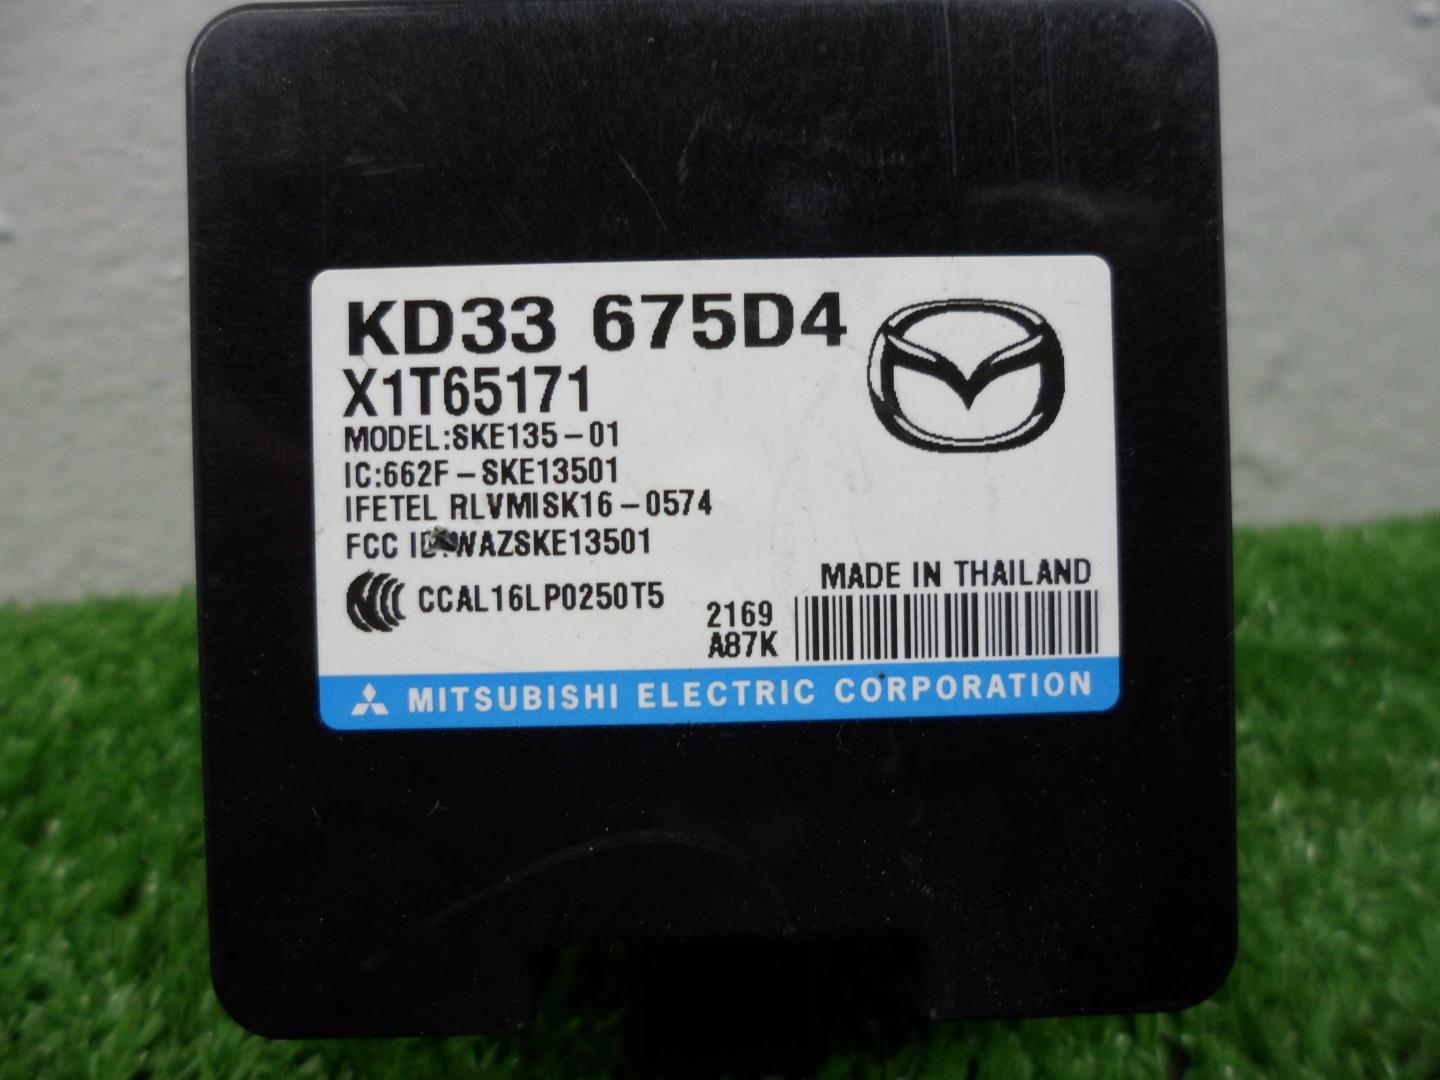 KD33 675D4
X1T65171
MODEL:SKE135-01
IC:662F-SKE13501
IFETEL RLVMISK16-0574
FCC ID:WAZSKE13501
CCAL16LP0250T5
MADE IN THAILAND
2169
A87K
MITSUBISHI ELECTRIC CORPORATION